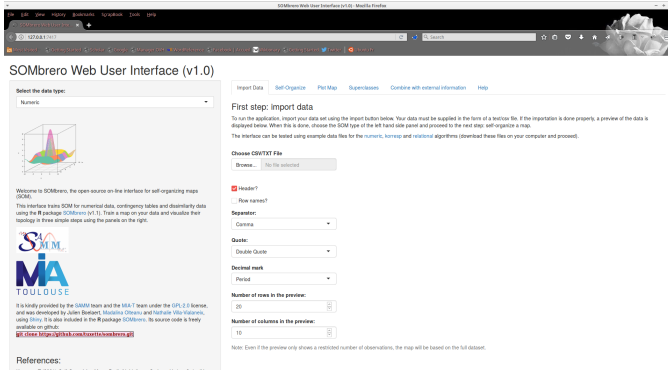 SOMbrero Web User Interface (v1.0) - Mozilla Firefox
File Edit View History Bookmarks ScrapBook Tools Help
127.0.0.1:7417
Search
SOMbrero Web User Interface (v1.0)
Select the data type:
Numeric
Welcome to SOMbrero, the open-source on-line interface for self-organizing maps
(SOM).
This interface trains SOM for numerical data, contingency tables and dissimilarity data
using the R package SOMbrero (v1.1). Train a map on your data and visualize their
topology in three simple steps using the panels on the right.
SAMM
MIA
TOULOUSE
It is kindly provided by the SAMM team and the MIA-T team under the GPL-2.0 license,
and was developed by Julien Boelaert, Madalina Olteanu and Nathalie Villa-Vialaneix,
using Shiny. It is also included in the R package SOMbrero. Its source code is freely
available on github:
git clone https://github.com/tuxette/sombrero.git
References:
Import Data Self-Organize Plot Map Superclasses Combine with external information Help
First step: import data
To run the application, import your data set using the import button below. Your data must be supplied in the form of a text/csv file. If the importation is done properly, a preview of the data is
displayed below. When this is done, choose the SOM type of the left hand side panel and proceed to the next step: self-organize a map.
The interface can be tested using example data files for the numeric, korresp and relational algorithms (download these files on your computer and proceed).
Choose CSV/TXT File
Browse... No file selected
Header?
Row names?
Separator:
Comma
Quote:
Double Quote
Decimal mark
Period
Number of rows in the preview:
20
Number of columns in the preview:
10
Note: Even if the preview only shows a restricted number of observations, the map will be based on the full dataset.